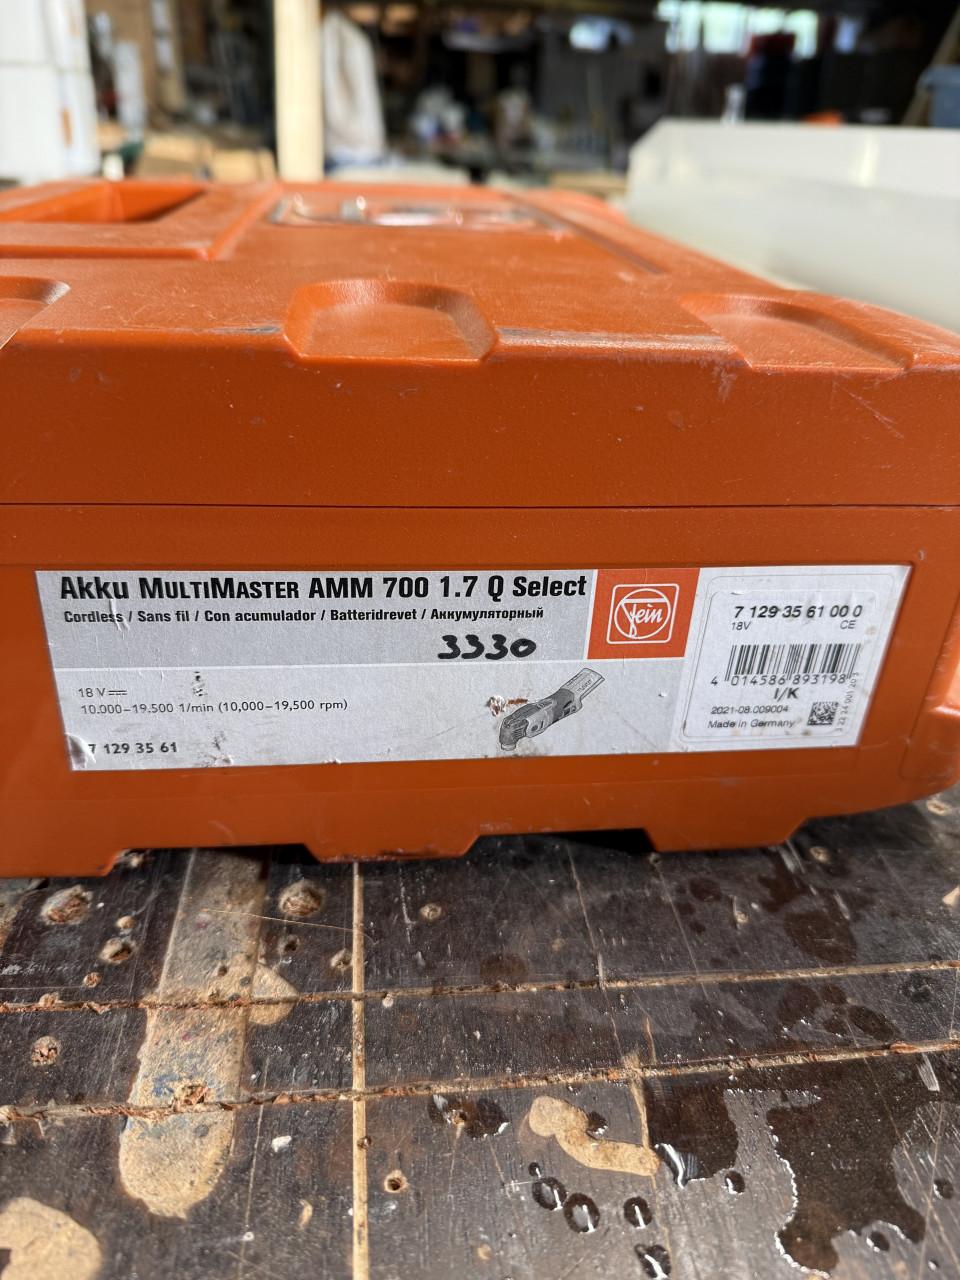 Akku MULTIMASTER AMM 700 1.7 Q Select
Cordless / Sans fil / Con acumulador / Batteridrevet / Аккумуляторный
3330
18 V
10.000–19.500 1/min (10,000–19,500 rpm)
7 129 35 61
Fein
7 129 35 61 00 0
18V CE
4 014586 893198
I/K
2021-08.009004
Made in Germany